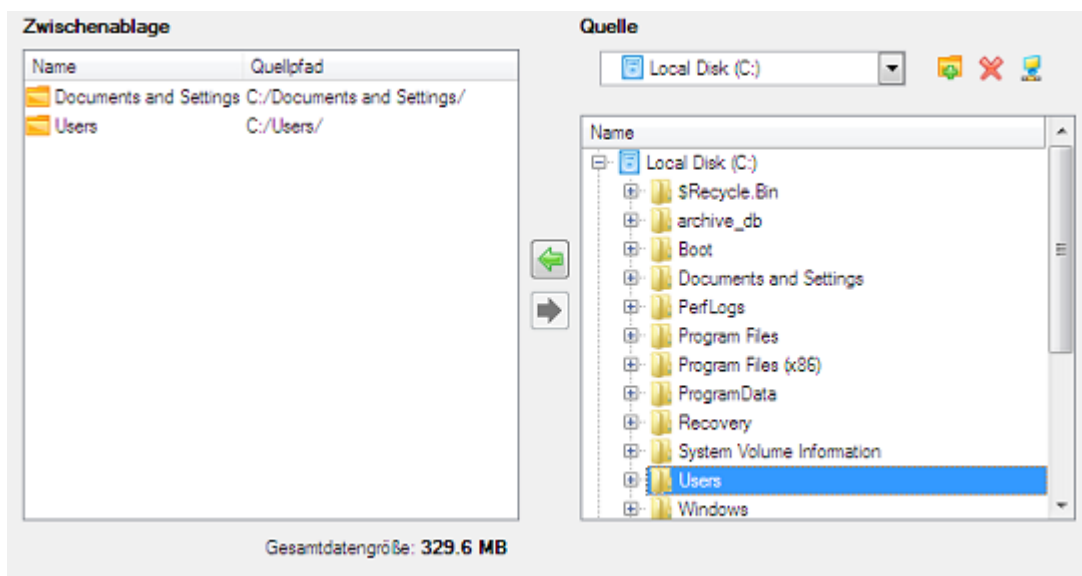 Zwischenablage
Name Quellpfad
Documents and Settings C:/Documents and Settings/
Users C:/Users/
Gesamtdatengröße: 329.6 MB
Quelle
Local Disk (C:)
Name
Local Disk (C:)
$Recycle.Bin
archive_db
Boot
Documents and Settings
PerfLogs
Program Files
Program Files (x86)
ProgramData
Recovery
System Volume Information
Users
Windows